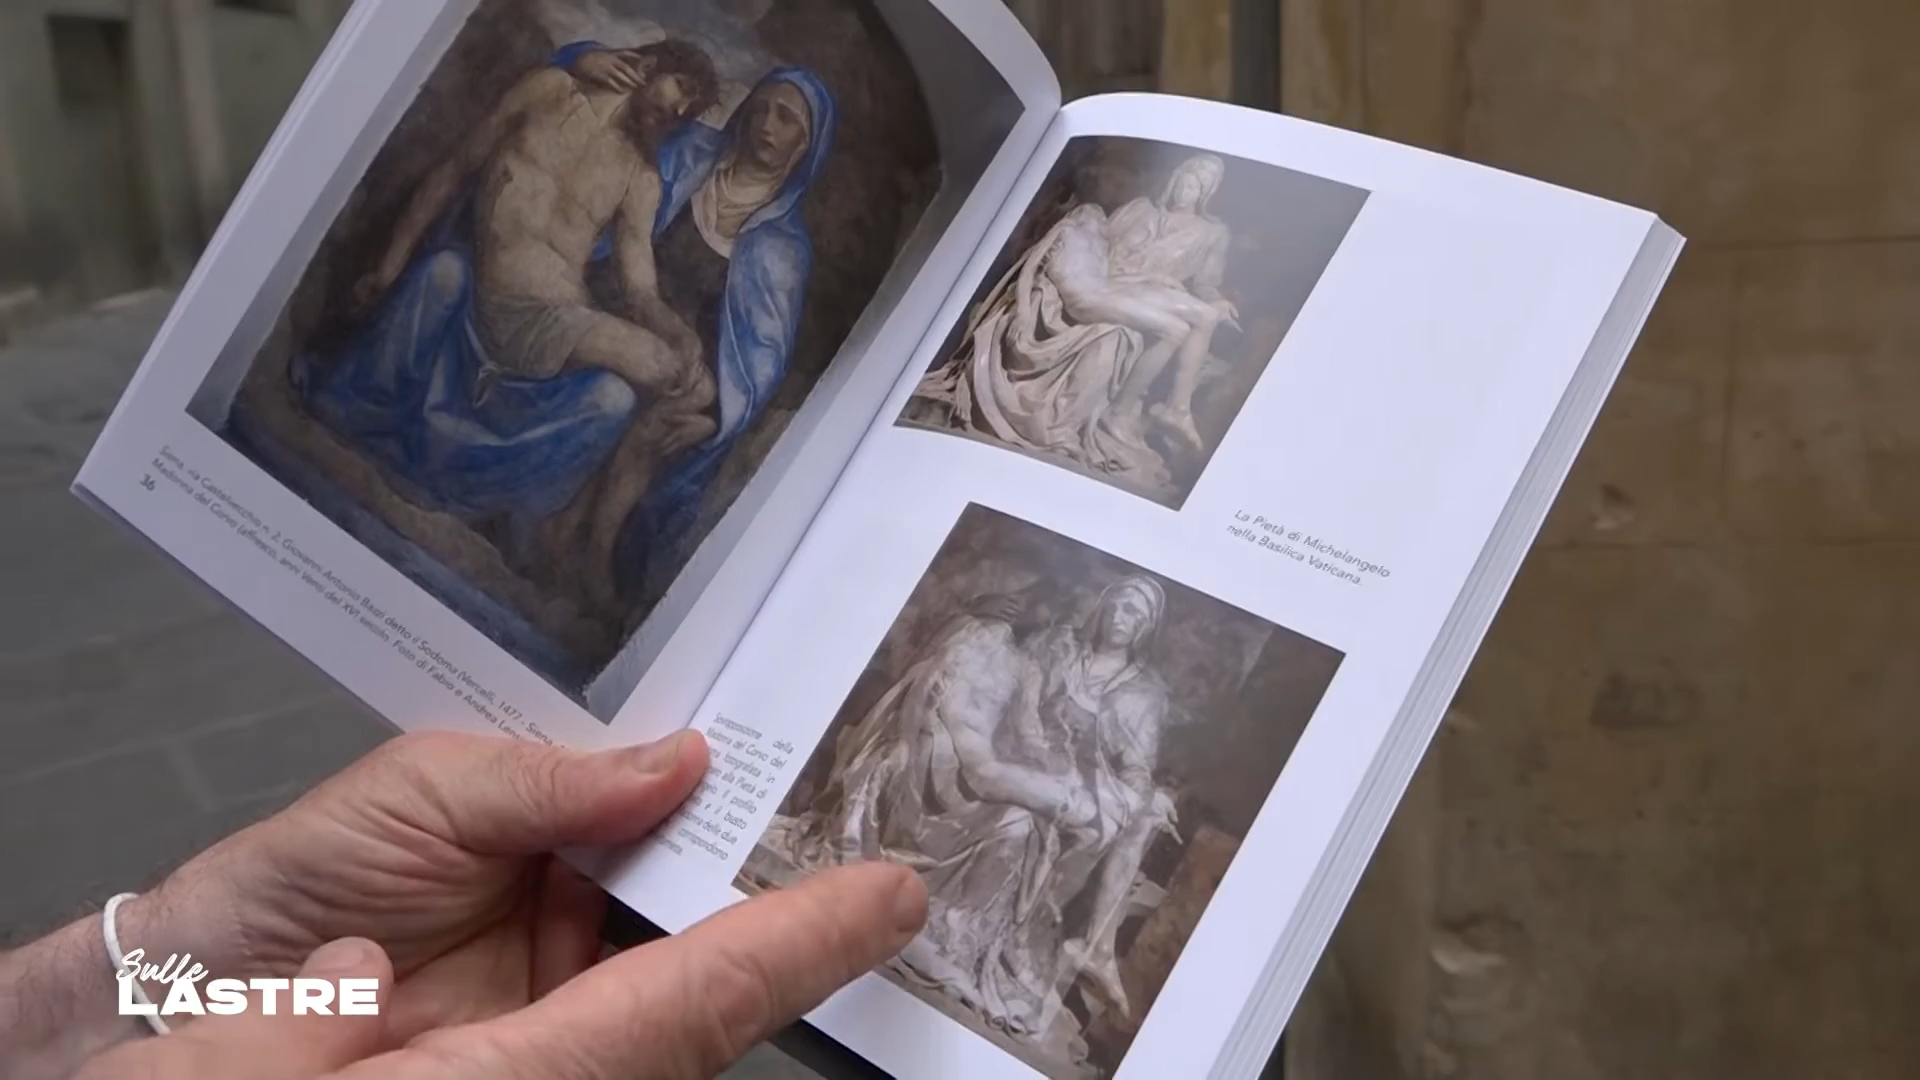 Siena, via Castelvecchio n. 2, Giovanni Antonio Bazzi detto il Sodoma (Vercelli, 1477 - Siena,
Madonna del Corvo (affresco, anni Venti del XVI secolo). Foto di Fabio e Andrea
36
La Pietà di Michelangelo
nella Basilica Vaticana.
Sovrapposizione della
Madonna del Corvo del
fotografata in
alla Pietà di
il profilo
e il busto
delle due
corrispondono
Sulle
LASTRE